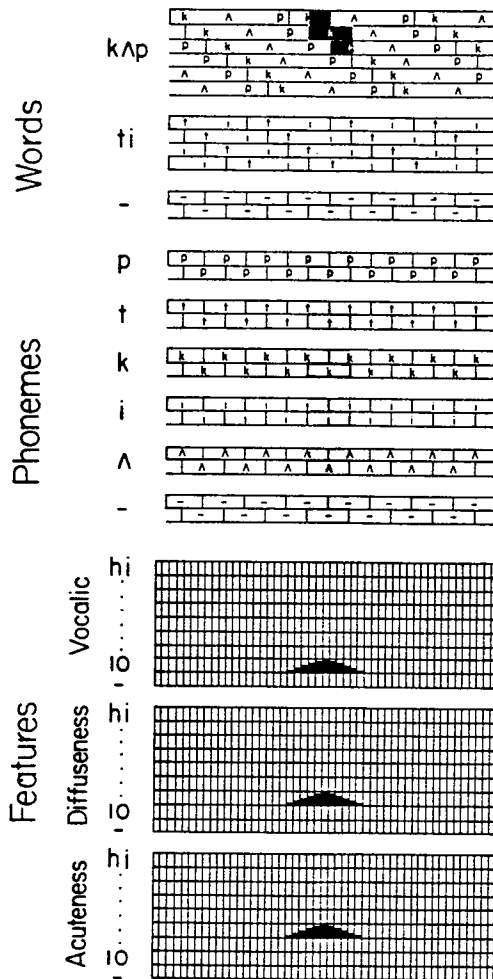 k ʌ p k ʌ p k
k ʌ p ʌ p k
kʌp
p k ʌ p ʌ p k
p k ʌ p k ʌ p k
ʌ p k ʌ p k ʌ p
ʌ p k ʌ p k ʌ
Words
t i t i t i
ti
t i t i t
i t i t i t i
t i t i t
-
- - - - - - - -
- - - - - - -
Phonemes
p
p p p p p p p p
p p p p p p p
t
t t t t t t t t
t t t t t t t
k
k k k k k k k k
k k k k k k k
i
i i i i i i i i
i i i i i i i
ʌ
ʌ ʌ ʌ ʌ ʌ ʌ ʌ ʌ
ʌ ʌ ʌ ʌ ʌ ʌ ʌ
-
- - - - - - - -
- - - - - - -
Features
Vocalic
hi
lo
-
Diffuseness
hi
lo
-
Acuteness
hi
lo
-